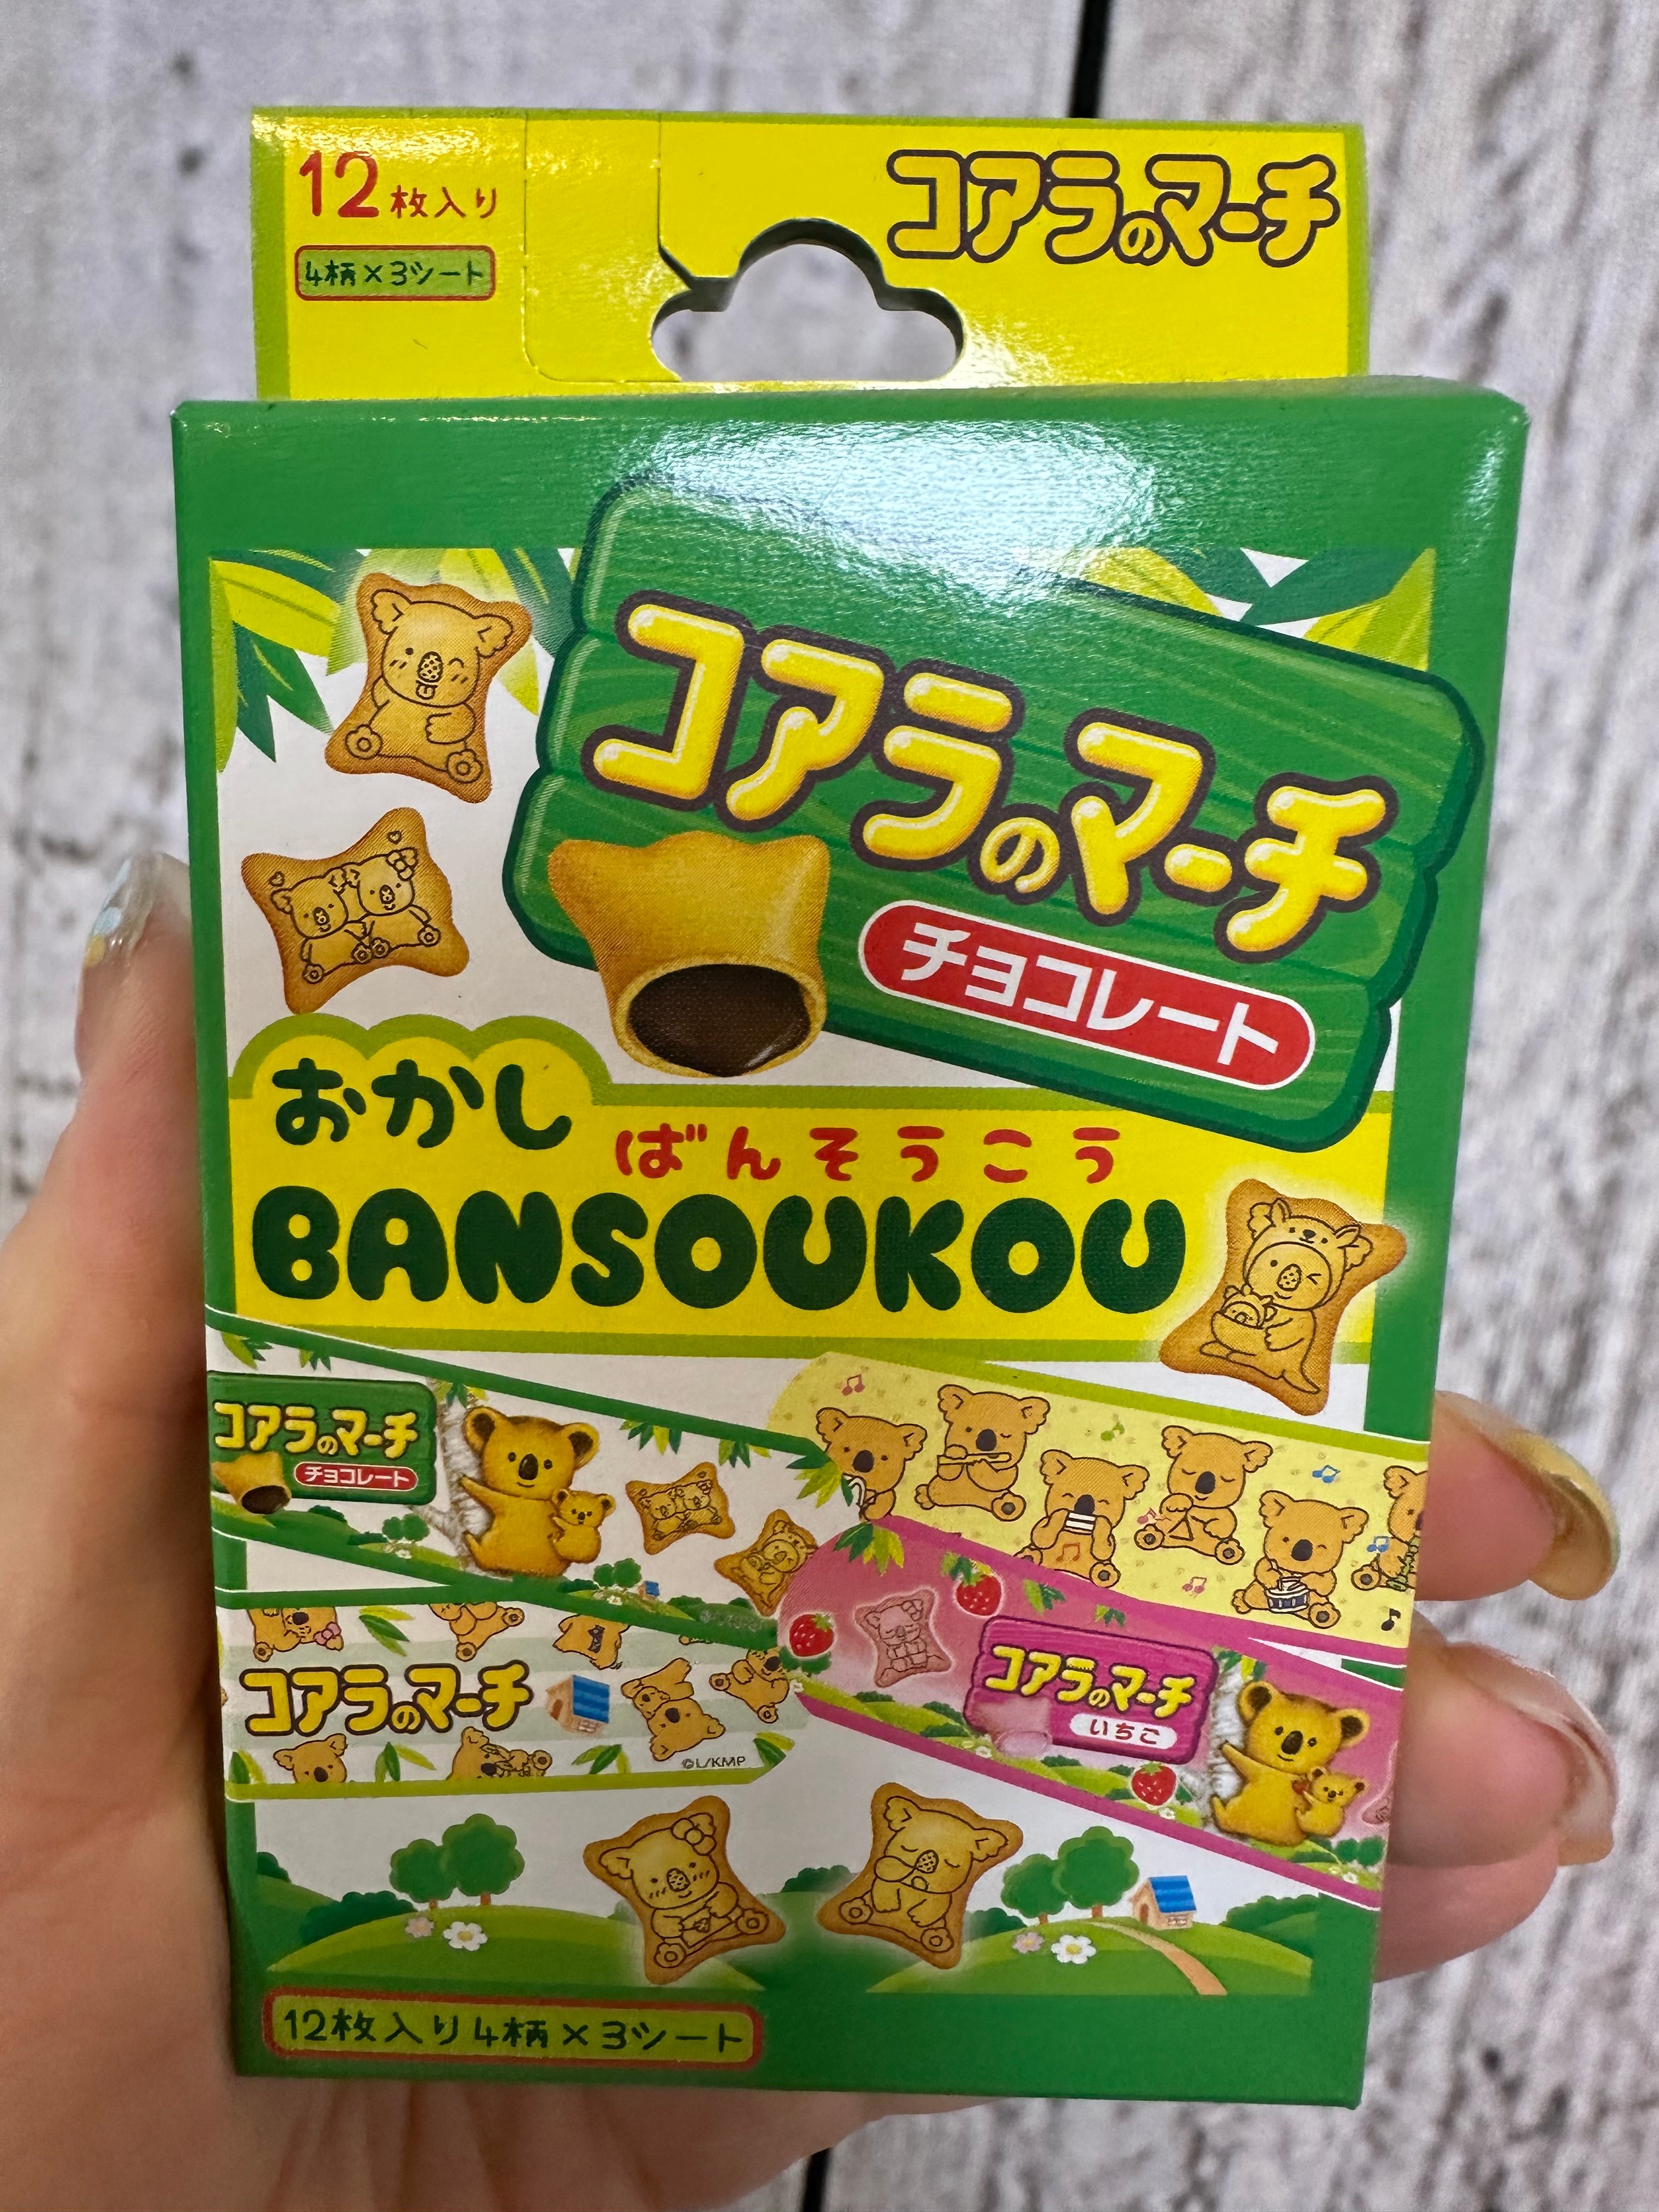 12枚入り
4柄×3シート
コアラのマーチ
コアラのマーチ
チョコレート
おかし
ばんそうこう
BANSOUKOU
コアラのマーチ
チョコレート
コアラのマーチ
©L/KMP
コアラのマーチ
いちご
12枚入り4柄×3シート